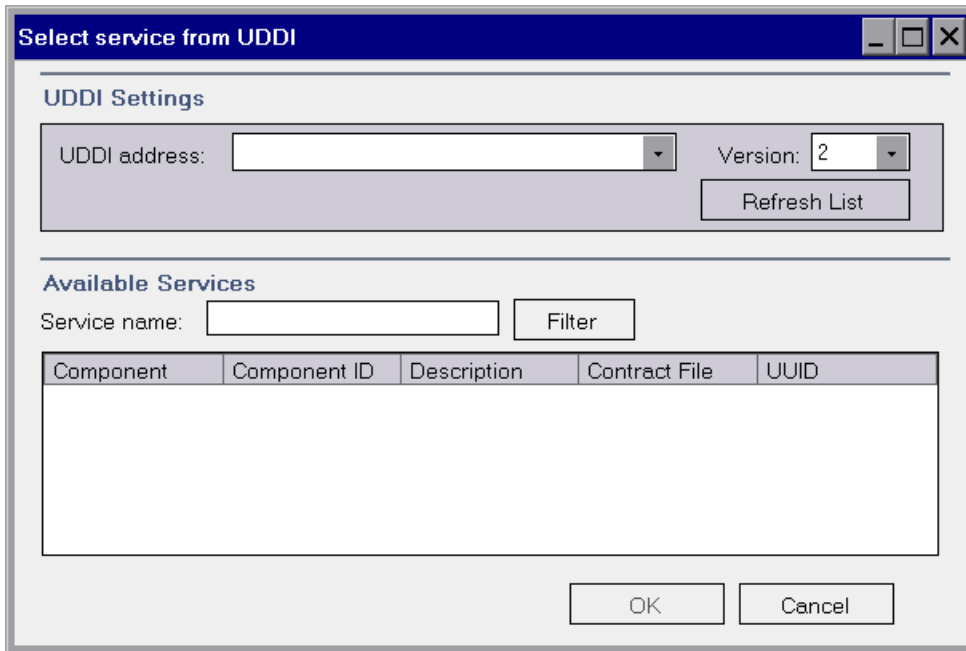 Select service from UDDI
UDDI Settings
UDDI address: Version: 2
Refresh List
Available Services
Service name: Filter
Component Component ID Description Contract File UUID
OK Cancel